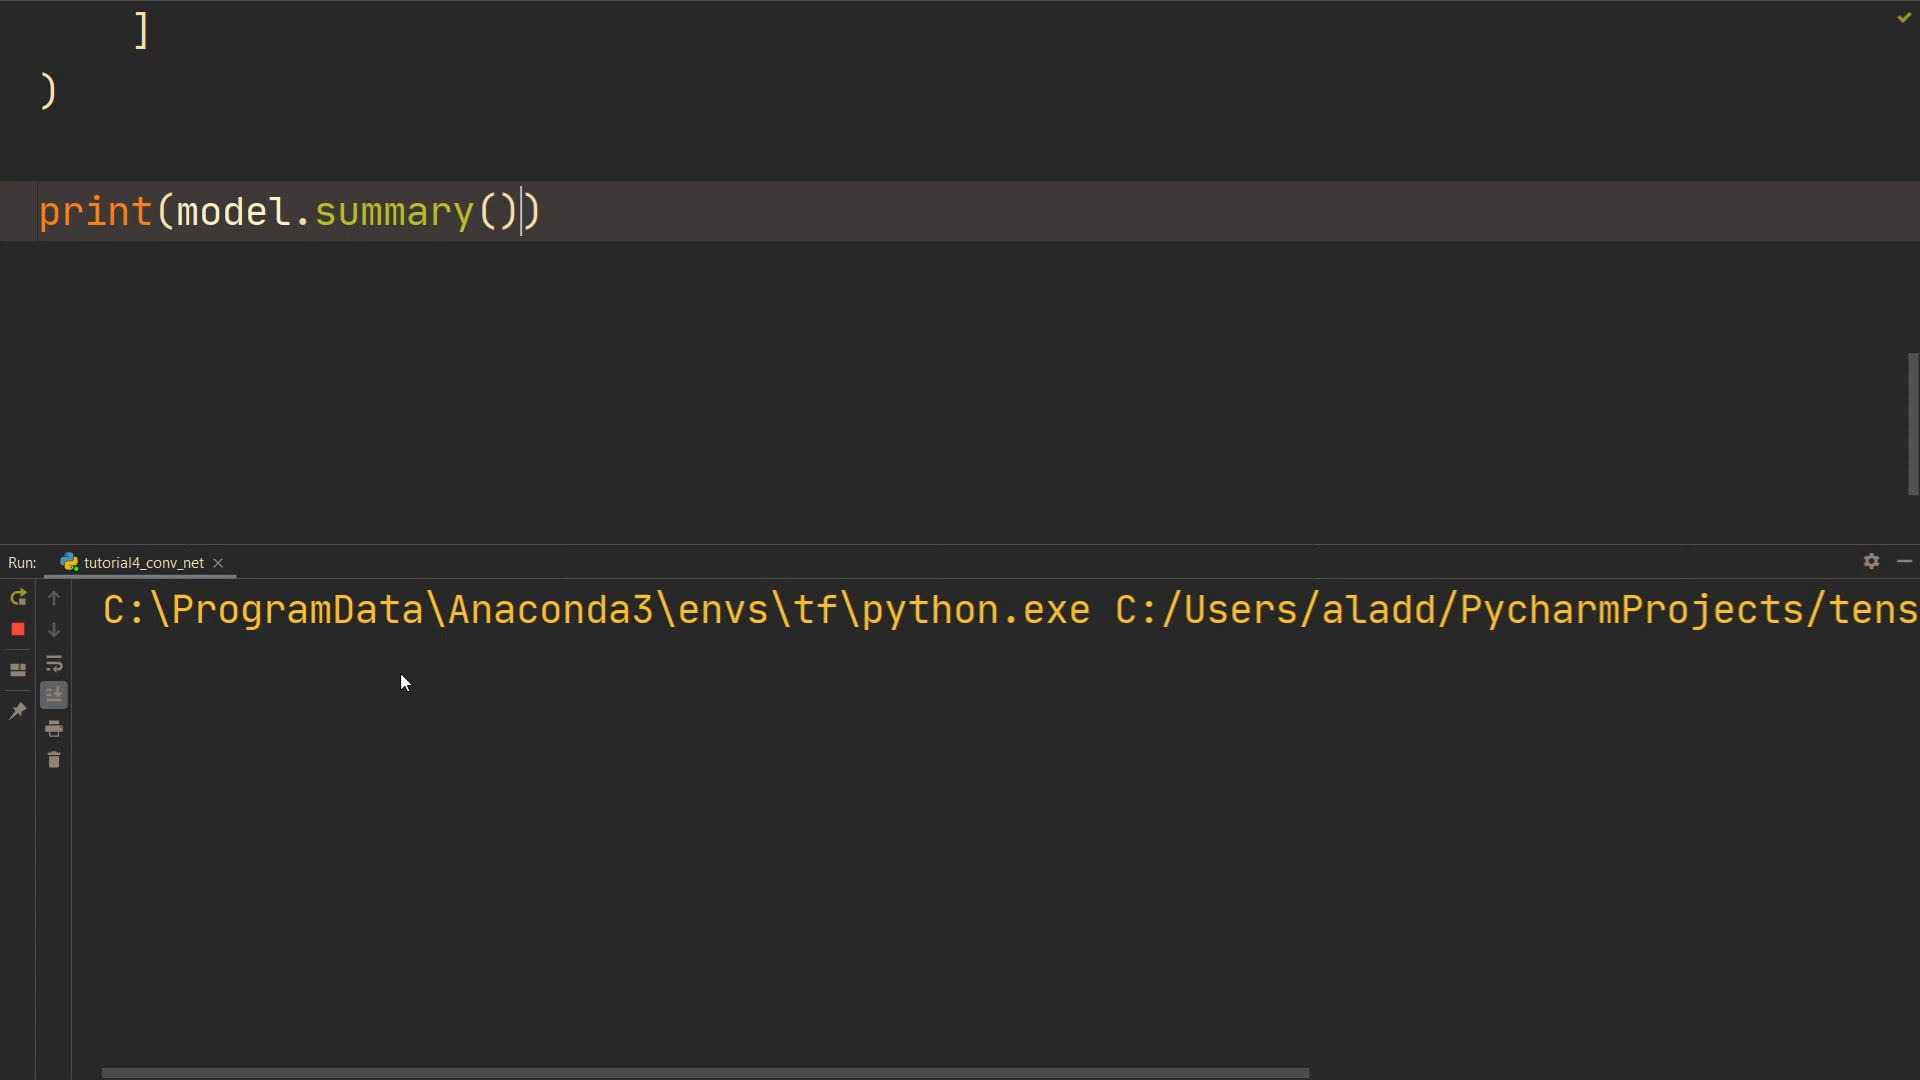 ]
)
print(model.summary())
Run: tutorial4_conv_net
C:\ProgramData\Anaconda3\envs\tf\python.exe C:/Users/aladd/PycharmProjects/tens